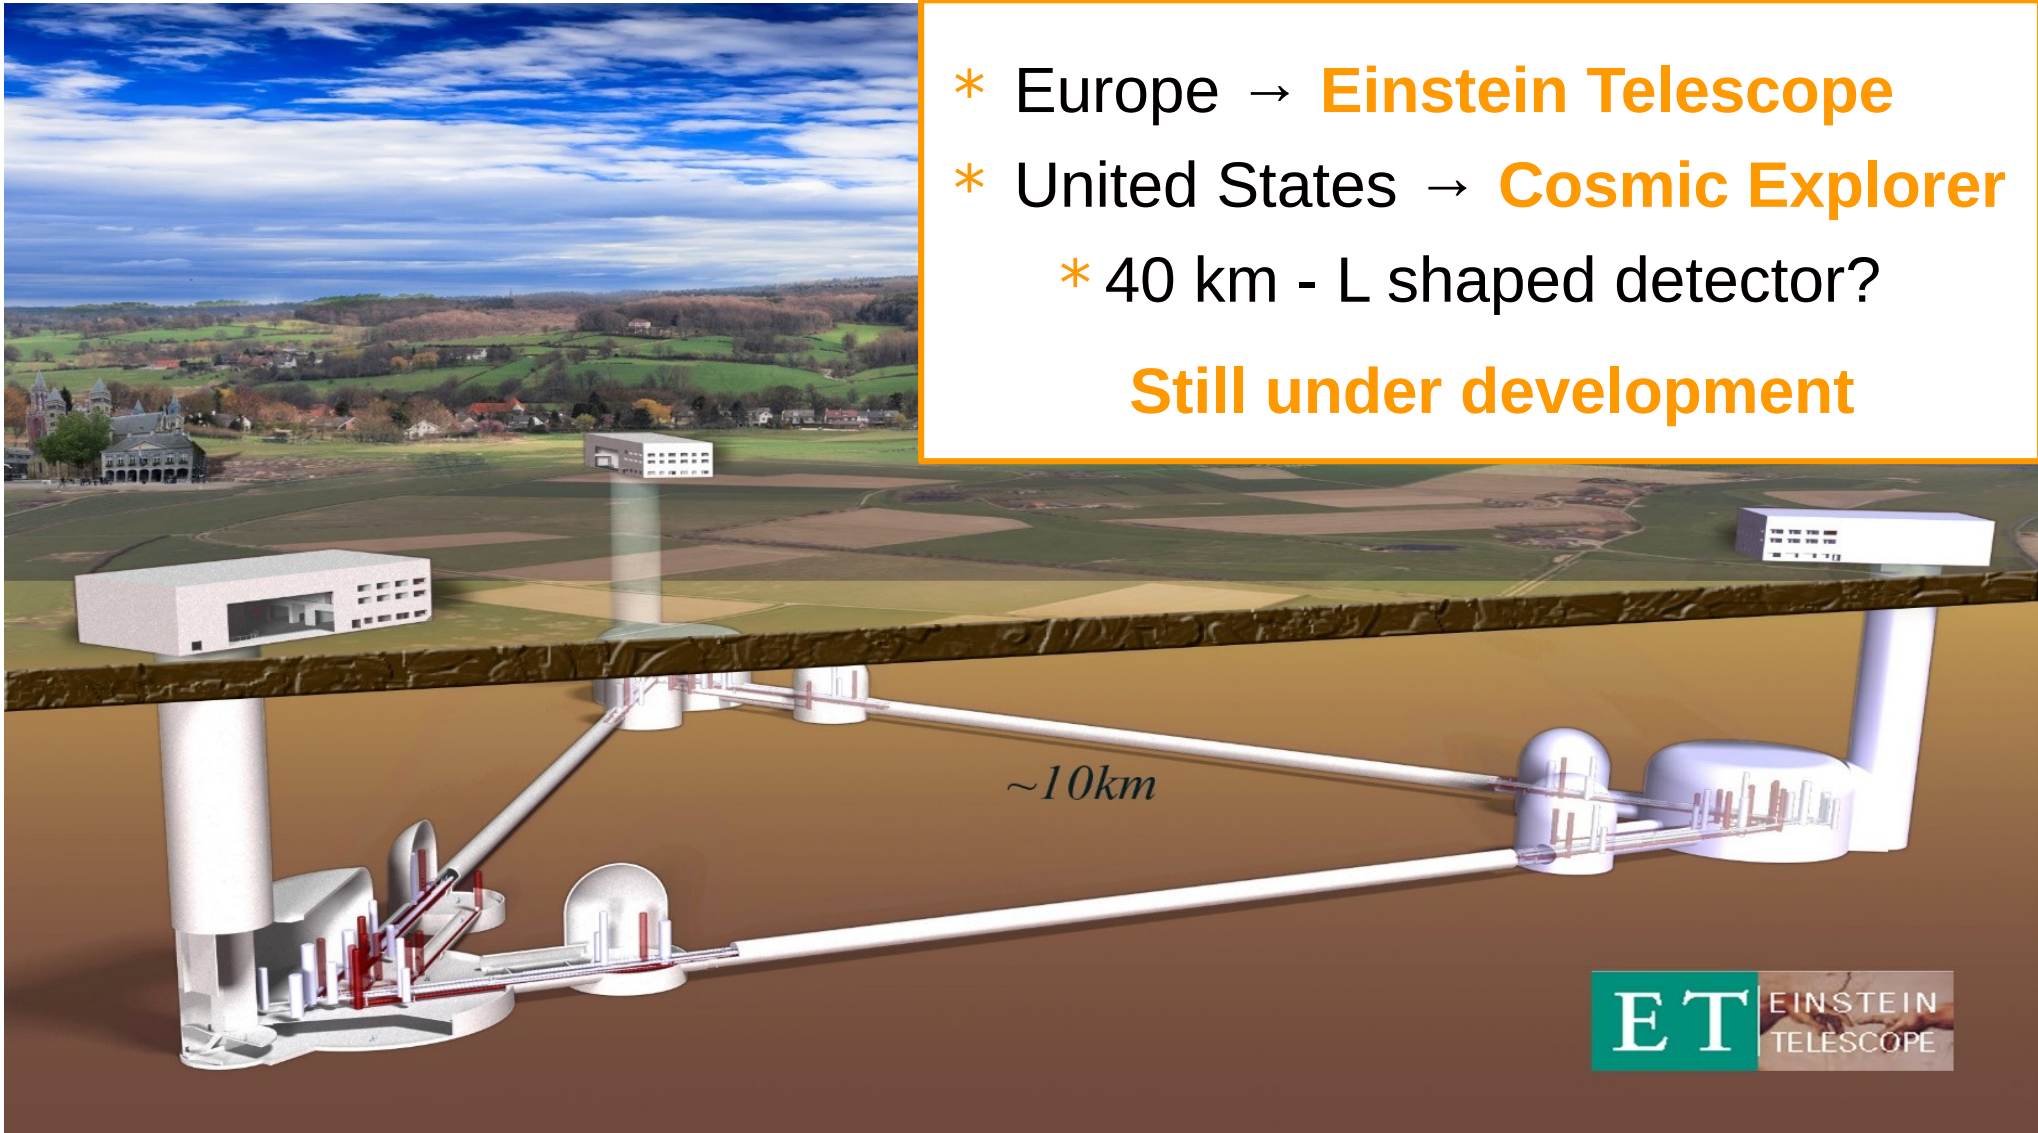 * Europe → Einstein Telescope
* United States → Cosmic Explorer
* 40 km - L shaped detector?
Still under development
~10km
ET EINSTEIN
TELESCOPE